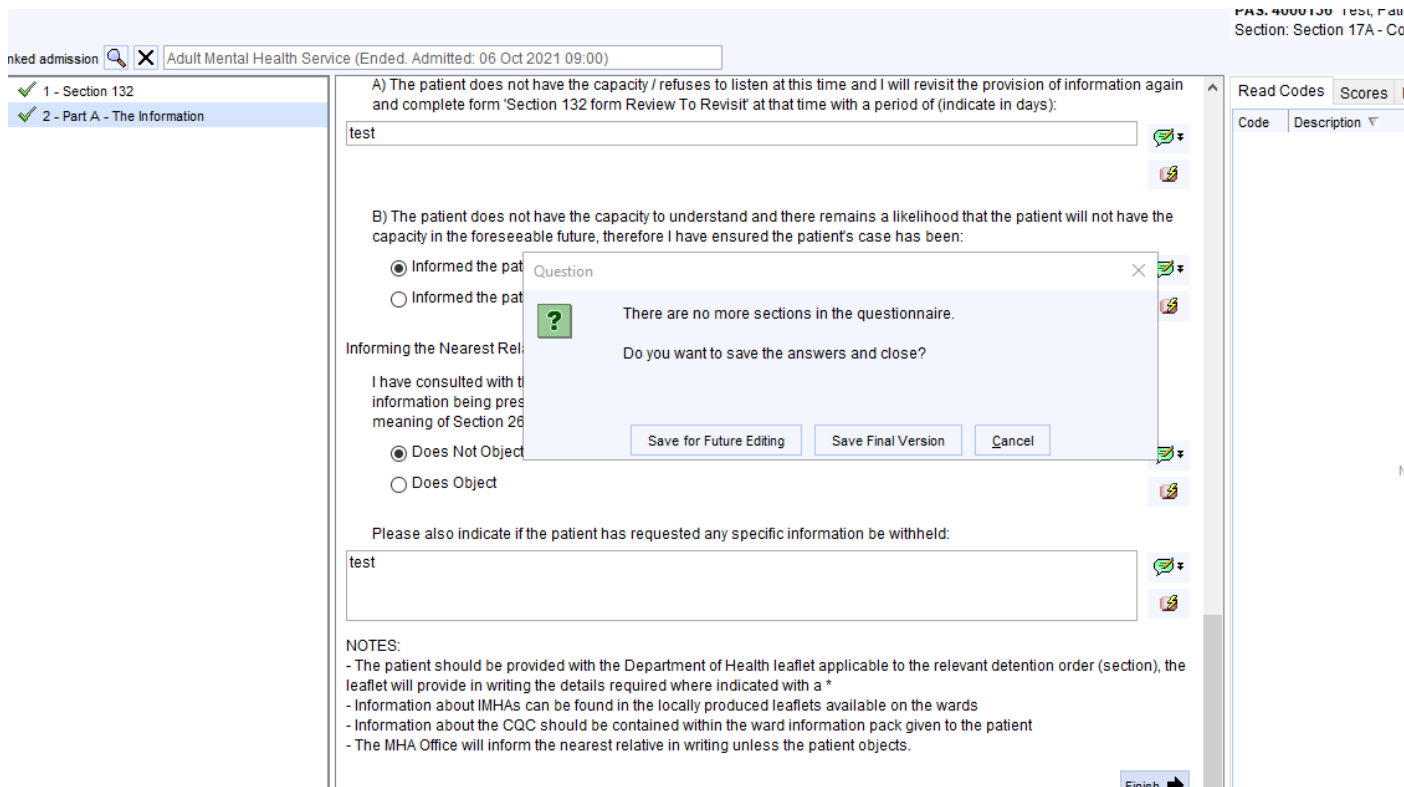 PAS: 4000156 Test, Pati
Section: Section 17A - Co
nked admission Adult Mental Health Service (Ended. Admitted: 06 Oct 2021 09:00)
1 - Section 132
2 - Part A - The Information
A) The patient does not have the capacity / refuses to listen at this time and I will revisit the provision of information again
and complete form 'Section 132 form Review To Revisit' at that time with a period of (indicate in days):
test
B) The patient does not have the capacity to understand and there remains a likelihood that the patient will not have the
capacity in the foreseeable future, therefore I have ensured the patient's case has been:
Informed the pat
Informed the pat
Informing the Nearest Rel
I have consulted with t
information being pres
meaning of Section 26
Does Not Object
Does Object
Question
There are no more sections in the questionnaire.
Do you want to save the answers and close?
Save for Future Editing Save Final Version Cancel
Please also indicate if the patient has requested any specific information be withheld:
test
NOTES:
- The patient should be provided with the Department of Health leaflet applicable to the relevant detention order (section), the
leaflet will provide in writing the details required where indicated with a *
- Information about IMHAs can be found in the locally produced leaflets available on the wards
- Information about the CQC should be contained within the ward information pack given to the patient
- The MHA Office will inform the nearest relative in writing unless the patient objects.
Finish
Read Codes Scores
Code Description